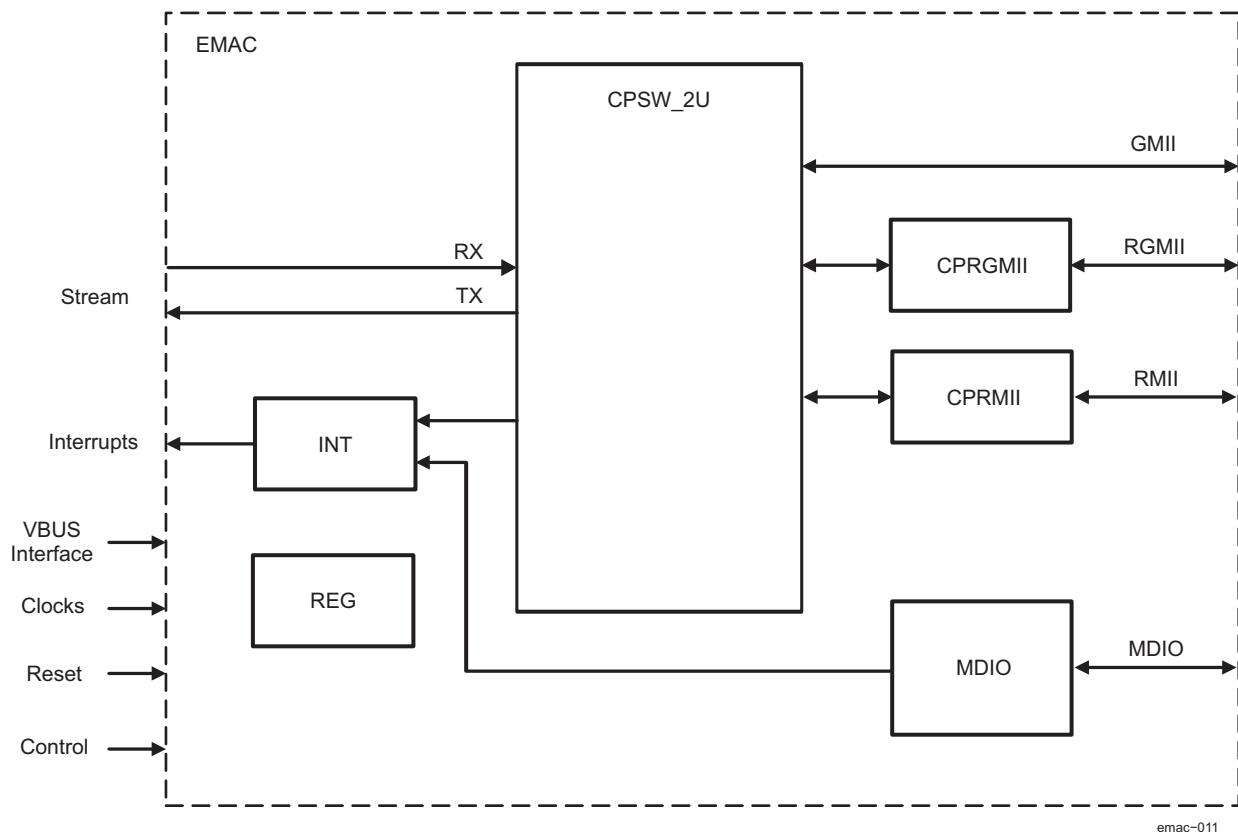 EMAC
CPSW_2U
GMII
RX
CPRGMII
RGMII
Stream
TX
CPRMII
RMII
Interrupts
INT
VBUS
Interface
Clocks
REG
Reset
MDIO
MDIO
Control
emac−011